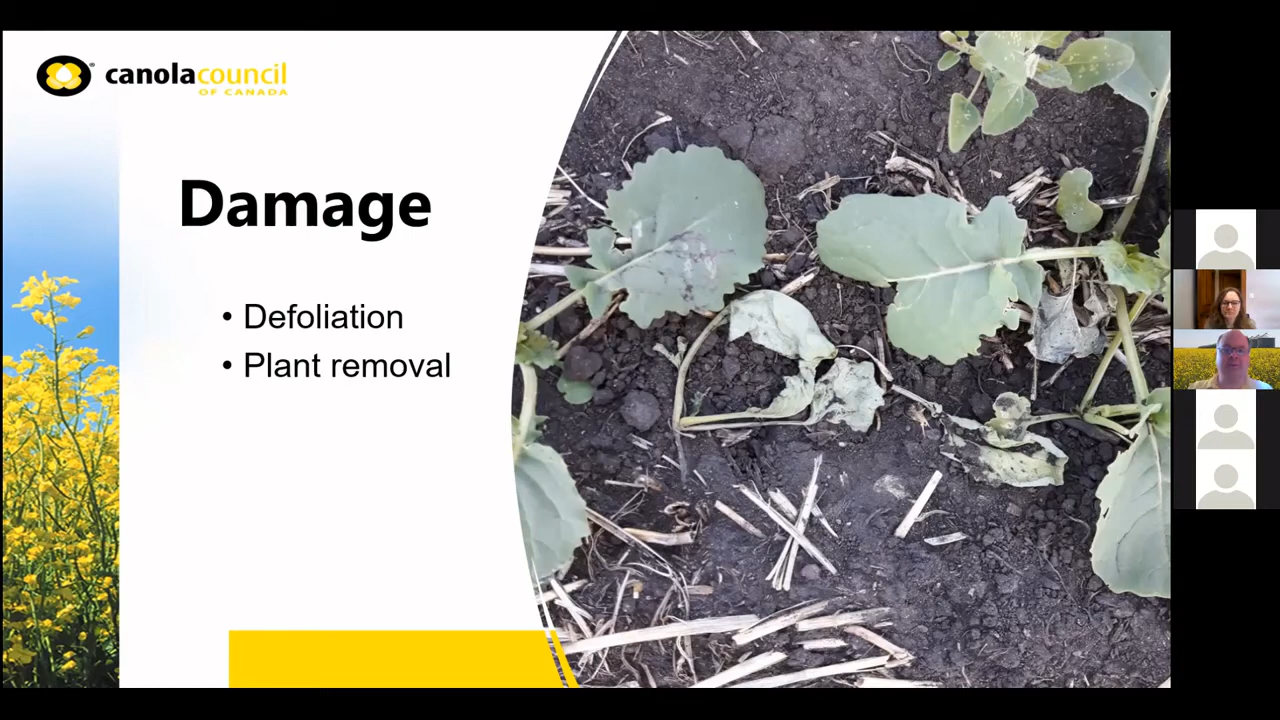 canolacouncil
OF CANADA
Damage
• Defoliation
• Plant removal